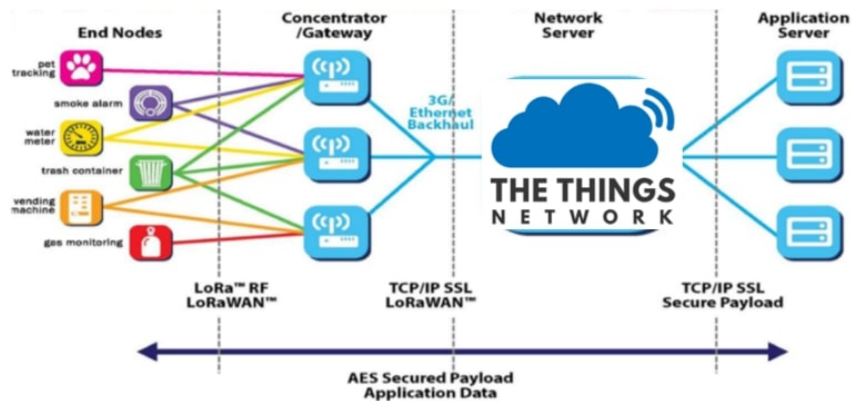 End Nodes
Concentrator
/Gateway
Network
Server
Application
Server
pet
tracking
smoke alarm
water
meter
trash container
vending
machine
gas monitoring
3G/
Ethernet
Backhaul
THE THINGS
NETWORK
LoRa™ RF
LoRaWAN™
TCP/IP SSL
LoRaWAN™
TCP/IP SSL
Secure Payload
AES Secured Payload
Application Data